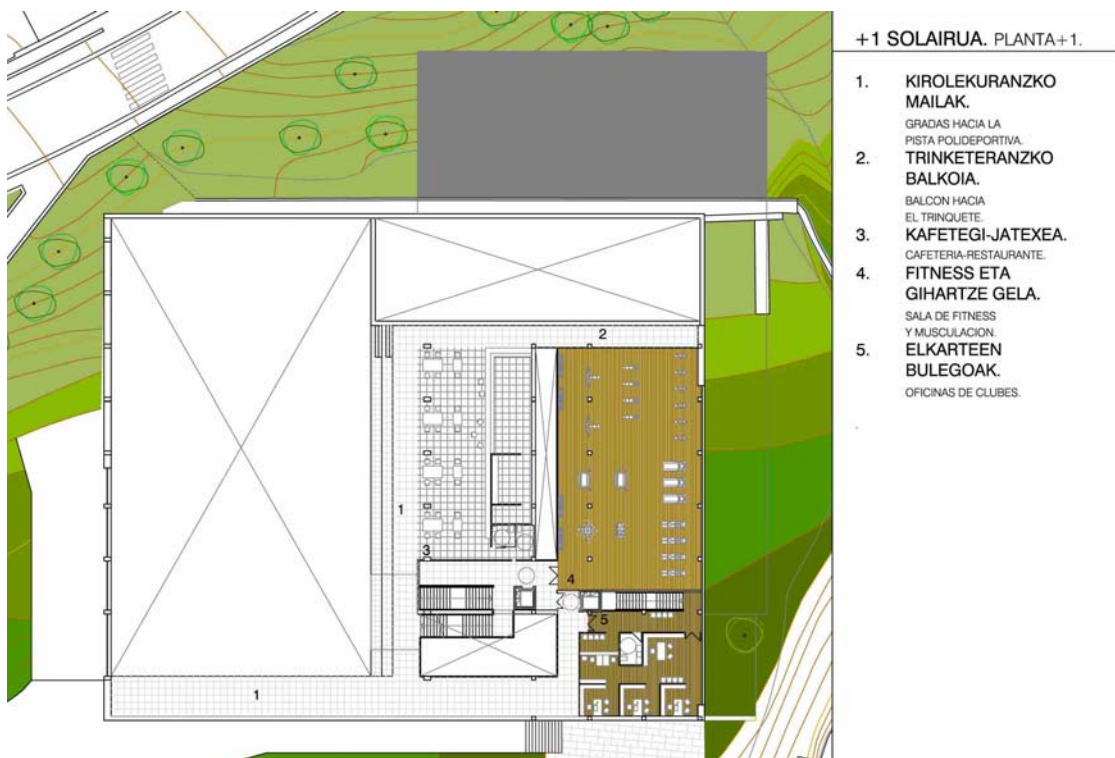 +1 SOLAIRUA. PLANTA+1.
1. KIROLEKURANZKO
MAILAK.
GRADAS HACIA LA
PISTA POLIDEPORTIVA.
2. TRINKETERANZKO
BALKOIA.
BALCON HACIA
EL TRINQUETE.
3. KAFETEGI-JATEXEA.
CAFETERIA-RESTAURANTE.
4. FITNESS ETA
GIHARTZE GELA.
SALA DE FITNESS
Y MUSCULACION.
5. ELKARTEEN
BULEGOAK.
OFICINAS DE CLUBES.
2
1
3
4
5
1